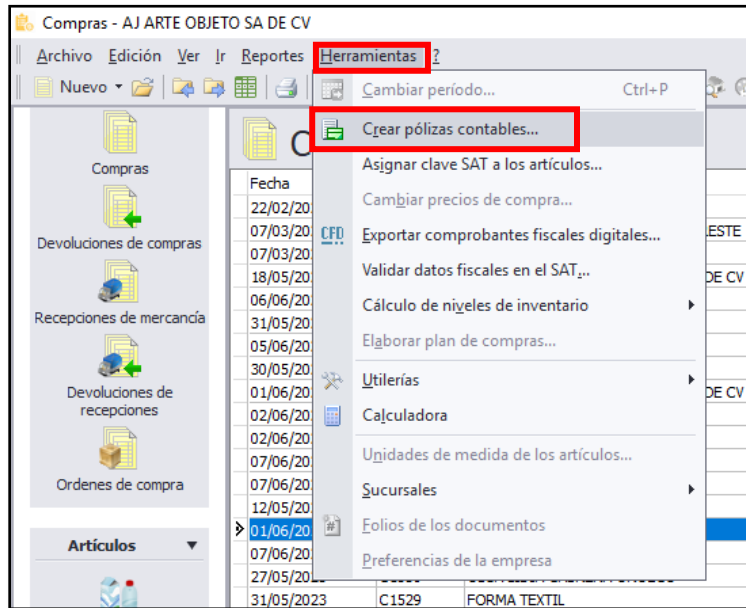 Compras - AJ ARTE OBJETO SA DE CV
Archivo Edición Ver Ir Reportes Herramientas ?
Nuevo
Cambiar período... Ctrl+P
Crear pólizas contables...
Asignar clave SAT a los artículos...
Cambiar precios de compra...
CFD Exportar comprobantes fiscales digitales...
Validar datos fiscales en el SAT...
Cálculo de niveles de inventario
Elaborar plan de compras...
Utilerías
Calculadora
Unidades de medida de los artículos...
Sucursales
Folios de los documentos
Preferencias de la empresa
Compras
Devoluciones de compras
Recepciones de mercancía
Devoluciones de
recepciones
Ordenes de compra
Artículos
C
Fecha
22/02/20
07/03/20 LESTE
07/03/20
18/05/20 DE CV
06/06/20
31/05/20
05/06/20
30/05/20
01/06/20 DE CV
02/06/20
02/06/20
07/06/20
07/06/20
12/05/20
01/06/20
07/06/20
27/05/20
31/05/2023 C1529 FORMA TEXTIL